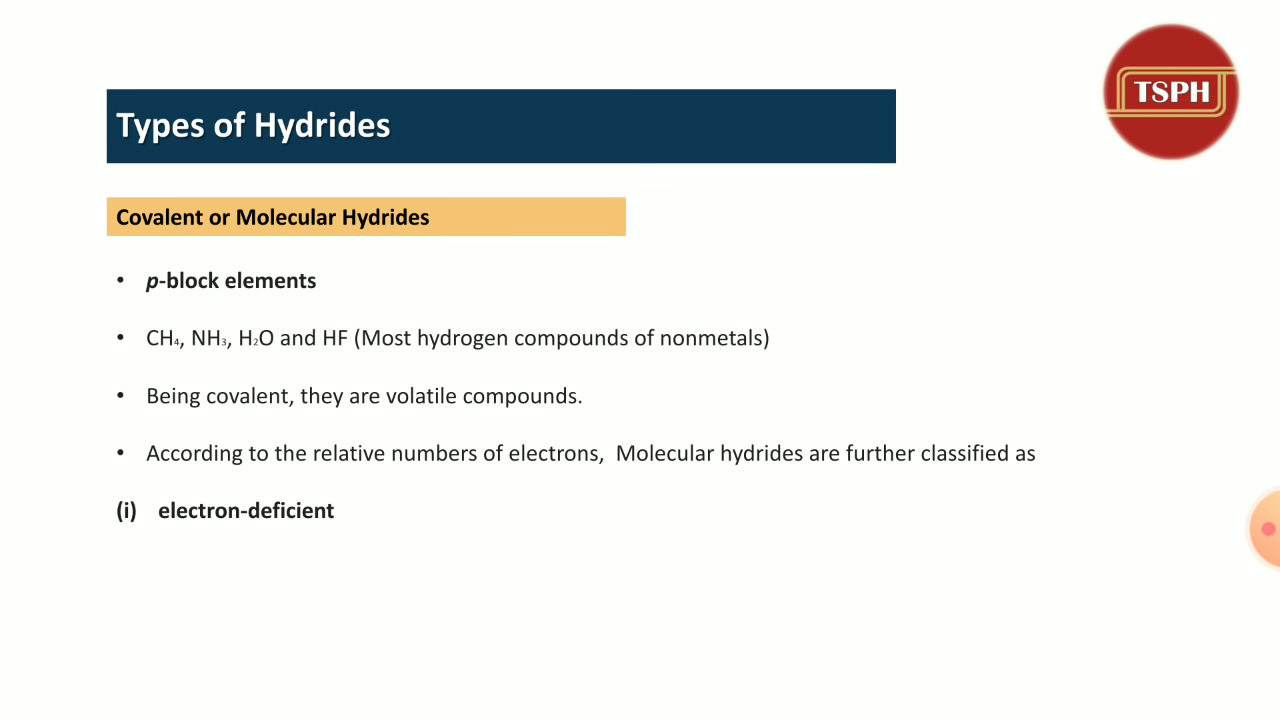 TSPH
Types of Hydrides
Covalent or Molecular Hydrides
• p-block elements
• CH₄, NH₃, H₂O and HF (Most hydrogen compounds of nonmetals)
• Being covalent, they are volatile compounds.
• According to the relative numbers of electrons, Molecular hydrides are further classified as
(i) electron-deficient